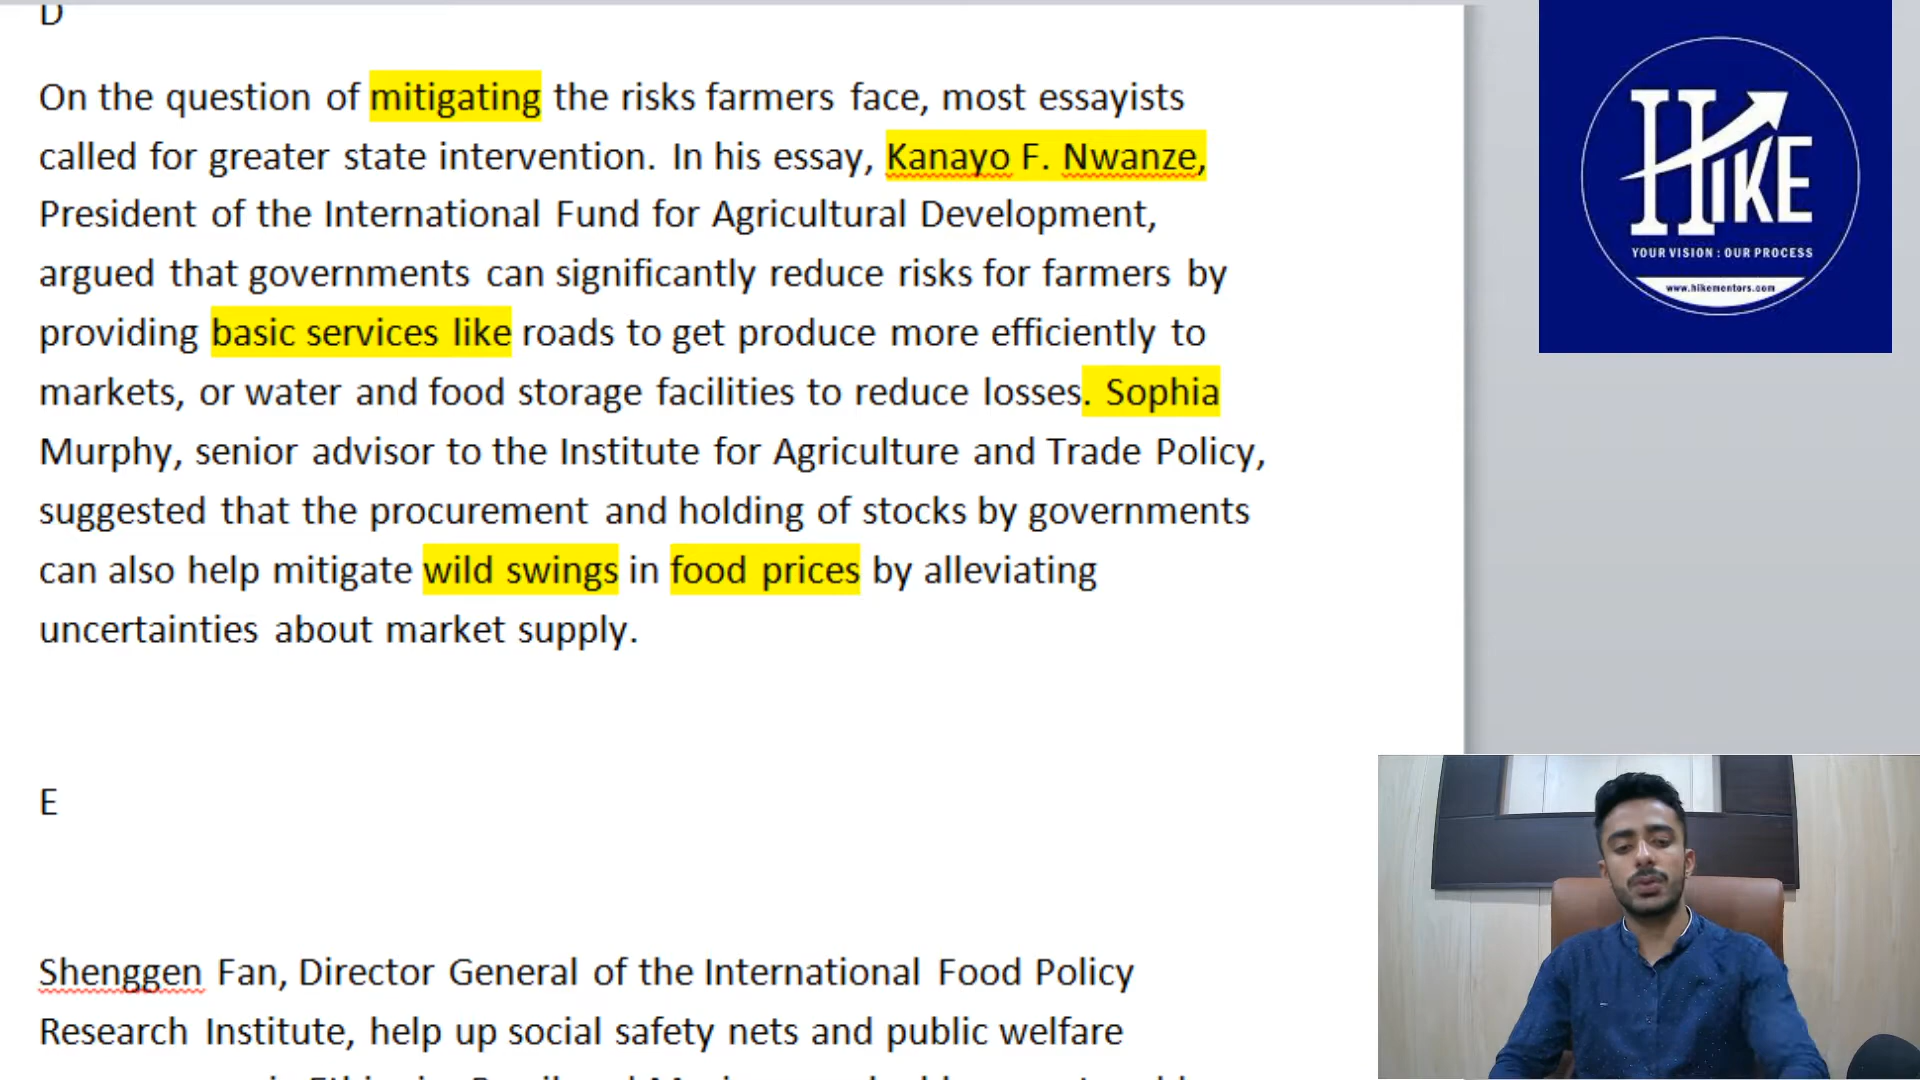 D
On the question of mitigating the risks farmers face, most essayists
called for greater state intervention. In his essay, Kanayo F. Nwanze,
President of the International Fund for Agricultural Development,
argued that governments can significantly reduce risks for farmers by
providing basic services like roads to get produce more efficiently to
markets, or water and food storage facilities to reduce losses. Sophia
Murphy, senior advisor to the Institute for Agriculture and Trade Policy,
suggested that the procurement and holding of stocks by governments
can also help mitigate wild swings in food prices by alleviating
uncertainties about market supply.
E
Shenggen Fan, Director General of the International Food Policy
Research Institute, help up social safety nets and public welfare
HIKE
YOUR VISION : OUR PROCESS
www.hikementors.com